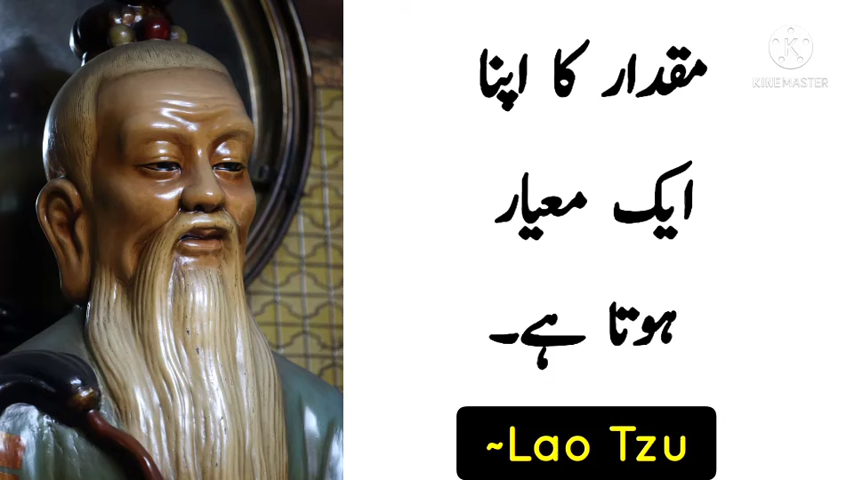 KINEMASTER
مقدار کا اپنا
ایک معیار
ہوتا ہے۔
~Lao Tzu